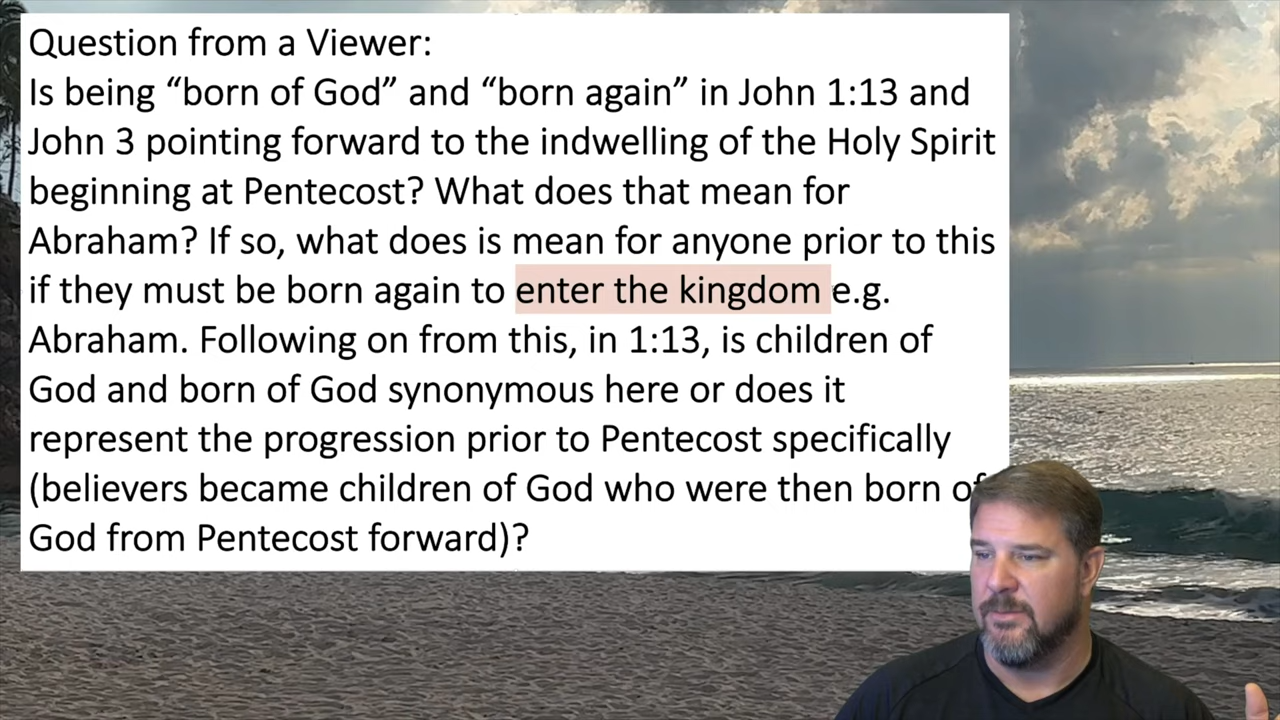 Question from a Viewer:
Is being “born of God” and “born again” in John 1:13 and
John 3 pointing forward to the indwelling of the Holy Spirit
beginning at Pentecost? What does that mean for
Abraham? If so, what does is mean for anyone prior to this
if they must be born again to enter the kingdom e.g.
Abraham. Following on from this, in 1:13, is children of
God and born of God synonymous here or does it
represent the progression prior to Pentecost specifically
(believers became children of God who were then born of
God from Pentecost forward)?